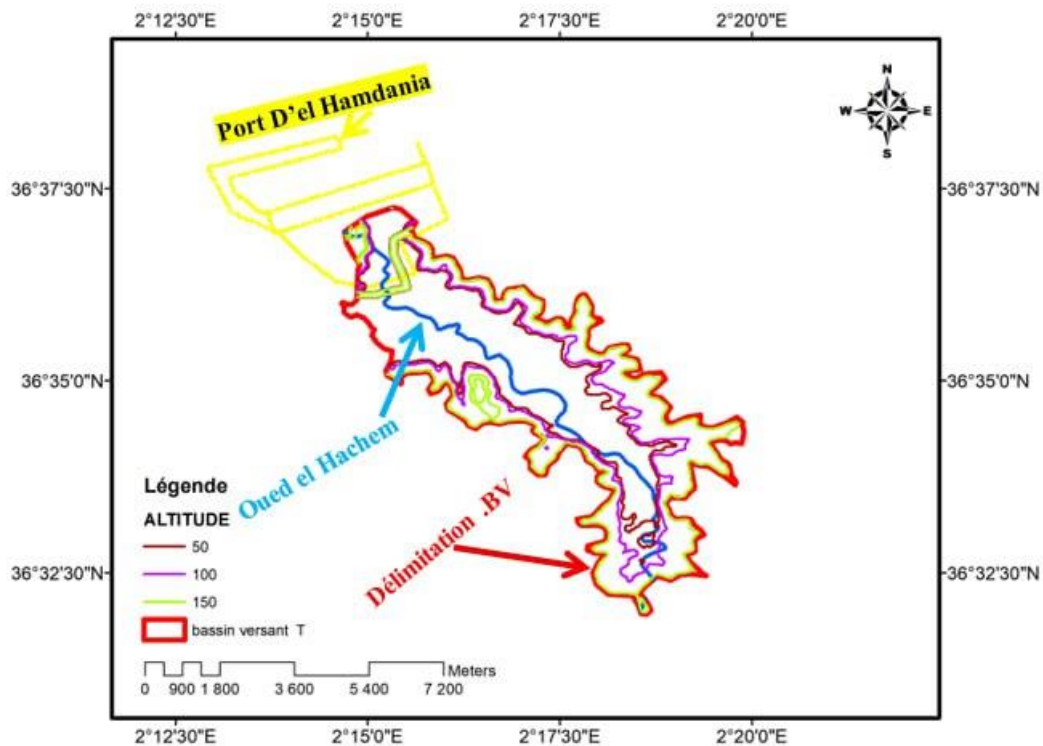 2°12'30"E 2°15'0"E 2°17'30"E 2°20'0"E
Port D'el Hamdania
N
W E
S
36°37'30"N 36°37'30"N
36°35'0"N 36°35'0"N
Oued el Hachem
Délimitation .BV
36°32'30"N 36°32'30"N
Légende
ALTITUDE
50
100
150
bassin versant T
Meters
0 900 1 800 3 600 5 400 7 200
2°12'30"E 2°15'0"E 2°17'30"E 2°20'0"E